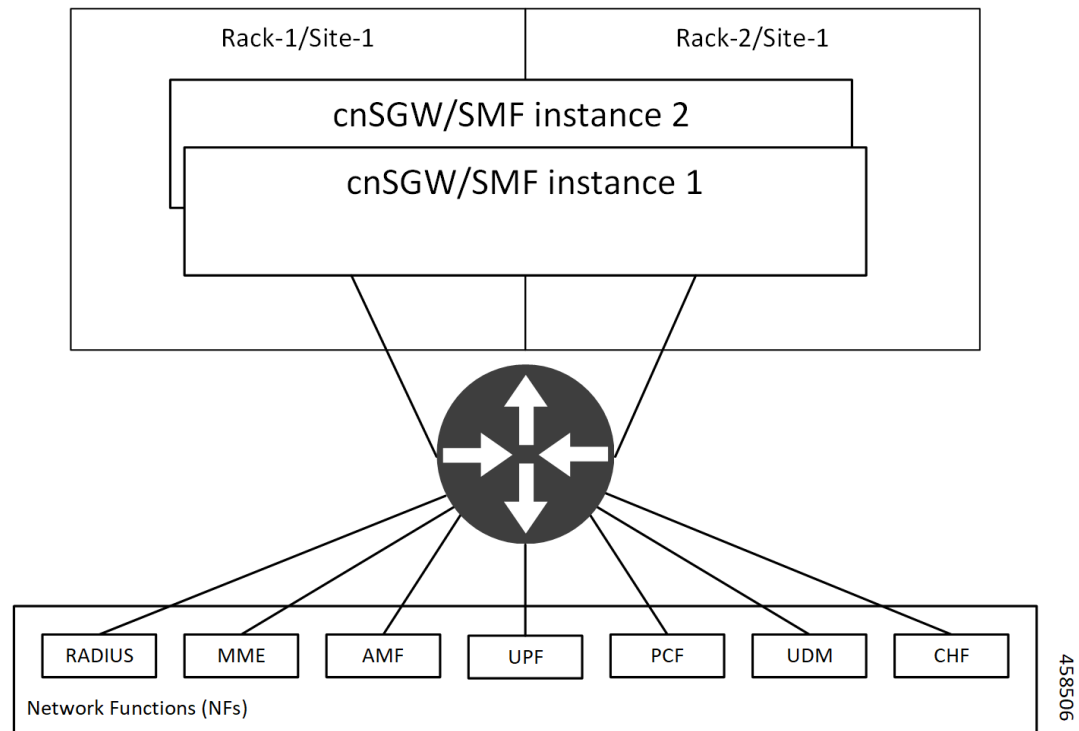 Rack-1/Site-1
Rack-2/Site-1
cnSGW/SMF instance 2
cnSGW/SMF instance 1
RADIUS
MME
AMF
UPF
PCF
UDM
CHF
Network Functions (NFs)
458506